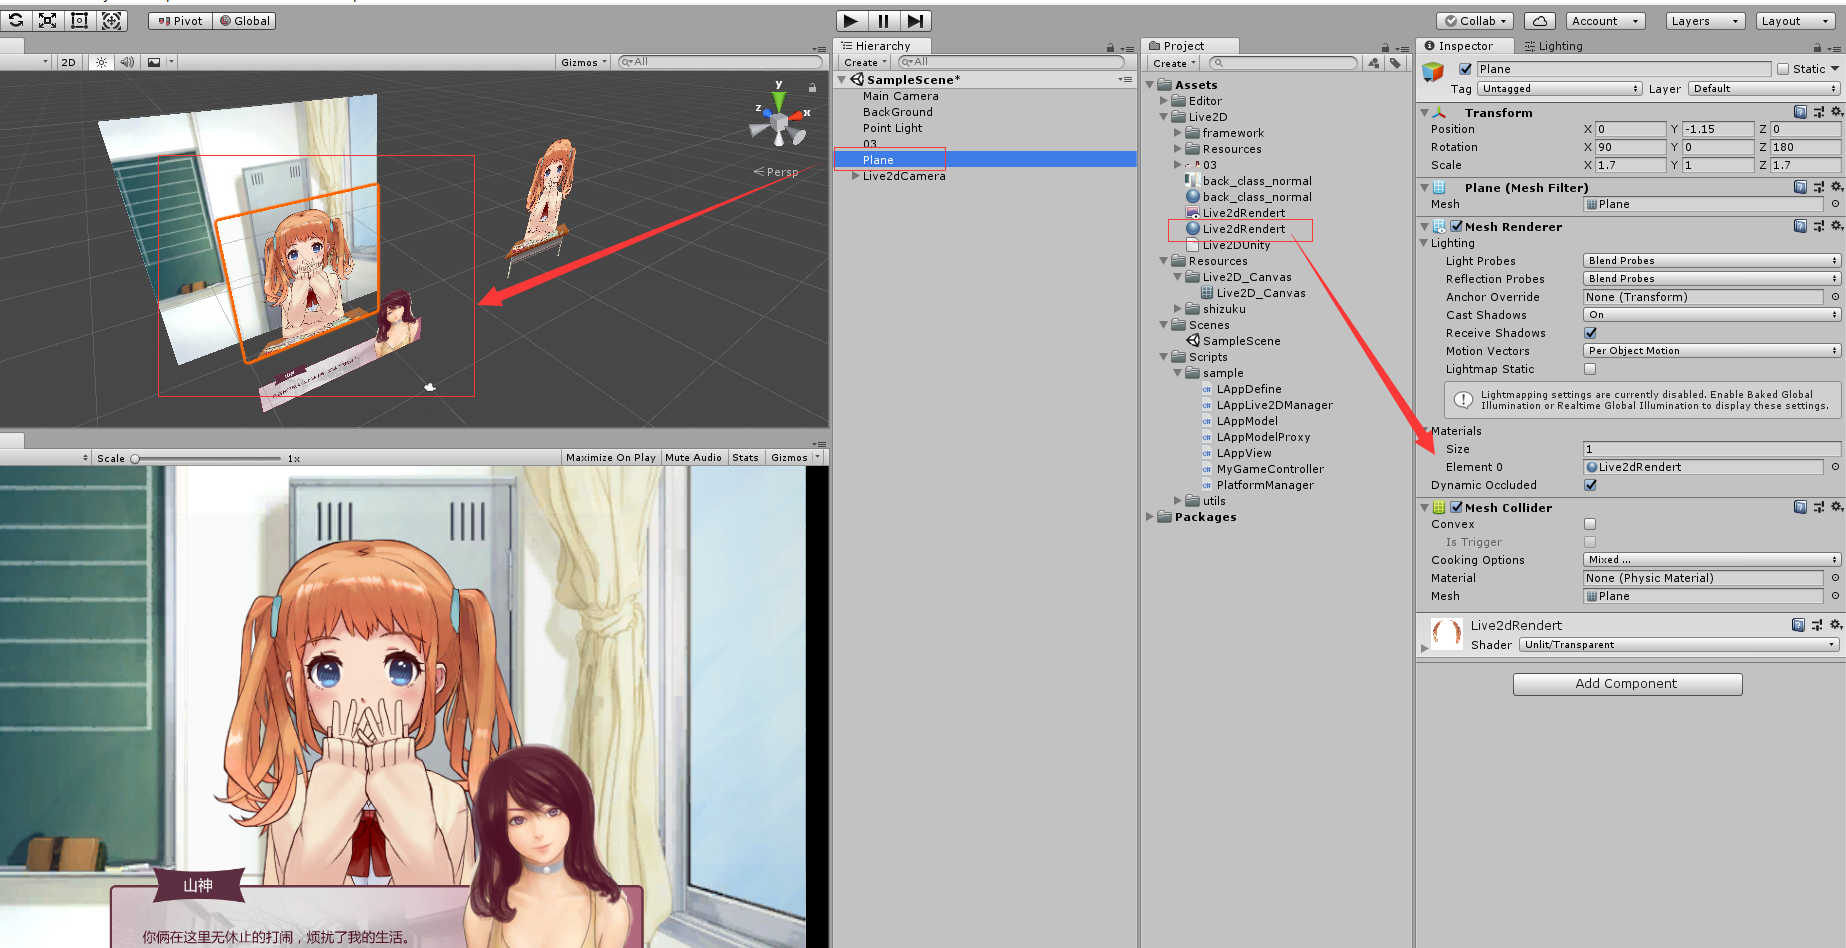 Pivot Global
Collab Account Layers Layout
2D Gizmos All
y
z x
Persp
Scale 1x Maximize On Play Mute Audio Stats Gizmos
山神
你俩在这里无休止的打闹，烦扰了我的生活。
Hierarchy
Create All
SampleScene*
Main Camera
BackGround
Point Light
03
Plane
Live2dCamera
Project
Create
Assets
Editor
Live2D
framework
Resources
03
back_class_normal
back_class_normal
Live2dRendert
Live2dRendert
Live2DUnity
Resources
Live2D_Canvas
Live2D_Canvas
shizuku
Scenes
SampleScene
Scripts
sample
LAppDefine
LAppLive2DManager
LAppModel
LAppModelProxy
LAppView
MyGameController
PlatformManager
utils
Packages
Inspector Lighting
Plane Static
Tag Untagged Layer Default
Transform
Position X 0 Y -1.15 Z 0
Rotation X 90 Y 0 Z 180
Scale X 1.7 Y 1 Z 1.7
Plane (Mesh Filter)
Mesh Plane
Mesh Renderer
Lighting
Light Probes Blend Probes
Reflection Probes Blend Probes
Anchor Override None (Transform)
Cast Shadows On
Receive Shadows
Motion Vectors Per Object Motion
Lightmap Static
Lightmapping settings are currently disabled. Enable Baked Global
Illumination or Realtime Global Illumination to display these settings.
Materials
Size 1
Element 0 Live2dRendert
Dynamic Occluded
Mesh Collider
Convex
Is Trigger
Cooking Options Mixed ...
Material None (Physic Material)
Mesh Plane
Live2dRendert
Shader Unlit/Transparent
Add Component